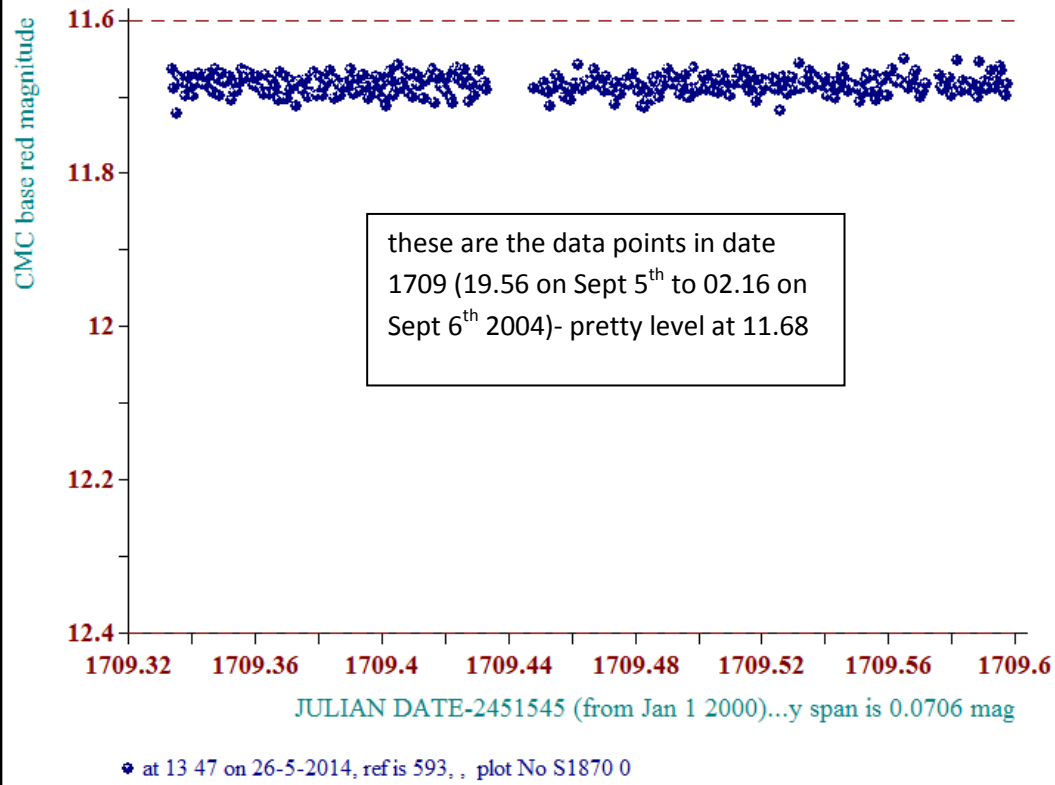 CMC base red magnitude
11.6
11.8
12
12.2
12.4
these are the data points in date
1709 (19.56 on Sept 5th to 02.16 on
Sept 6th 2004)- pretty level at 11.68
1709.32 1709.36 1709.4 1709.44 1709.48 1709.52 1709.56 1709.6
JULIAN DATE-2451545 (from Jan 1 2000)...y span is 0.0706 mag
at 13 47 on 26-5-2014, ref is 593, , plot No S1870 0